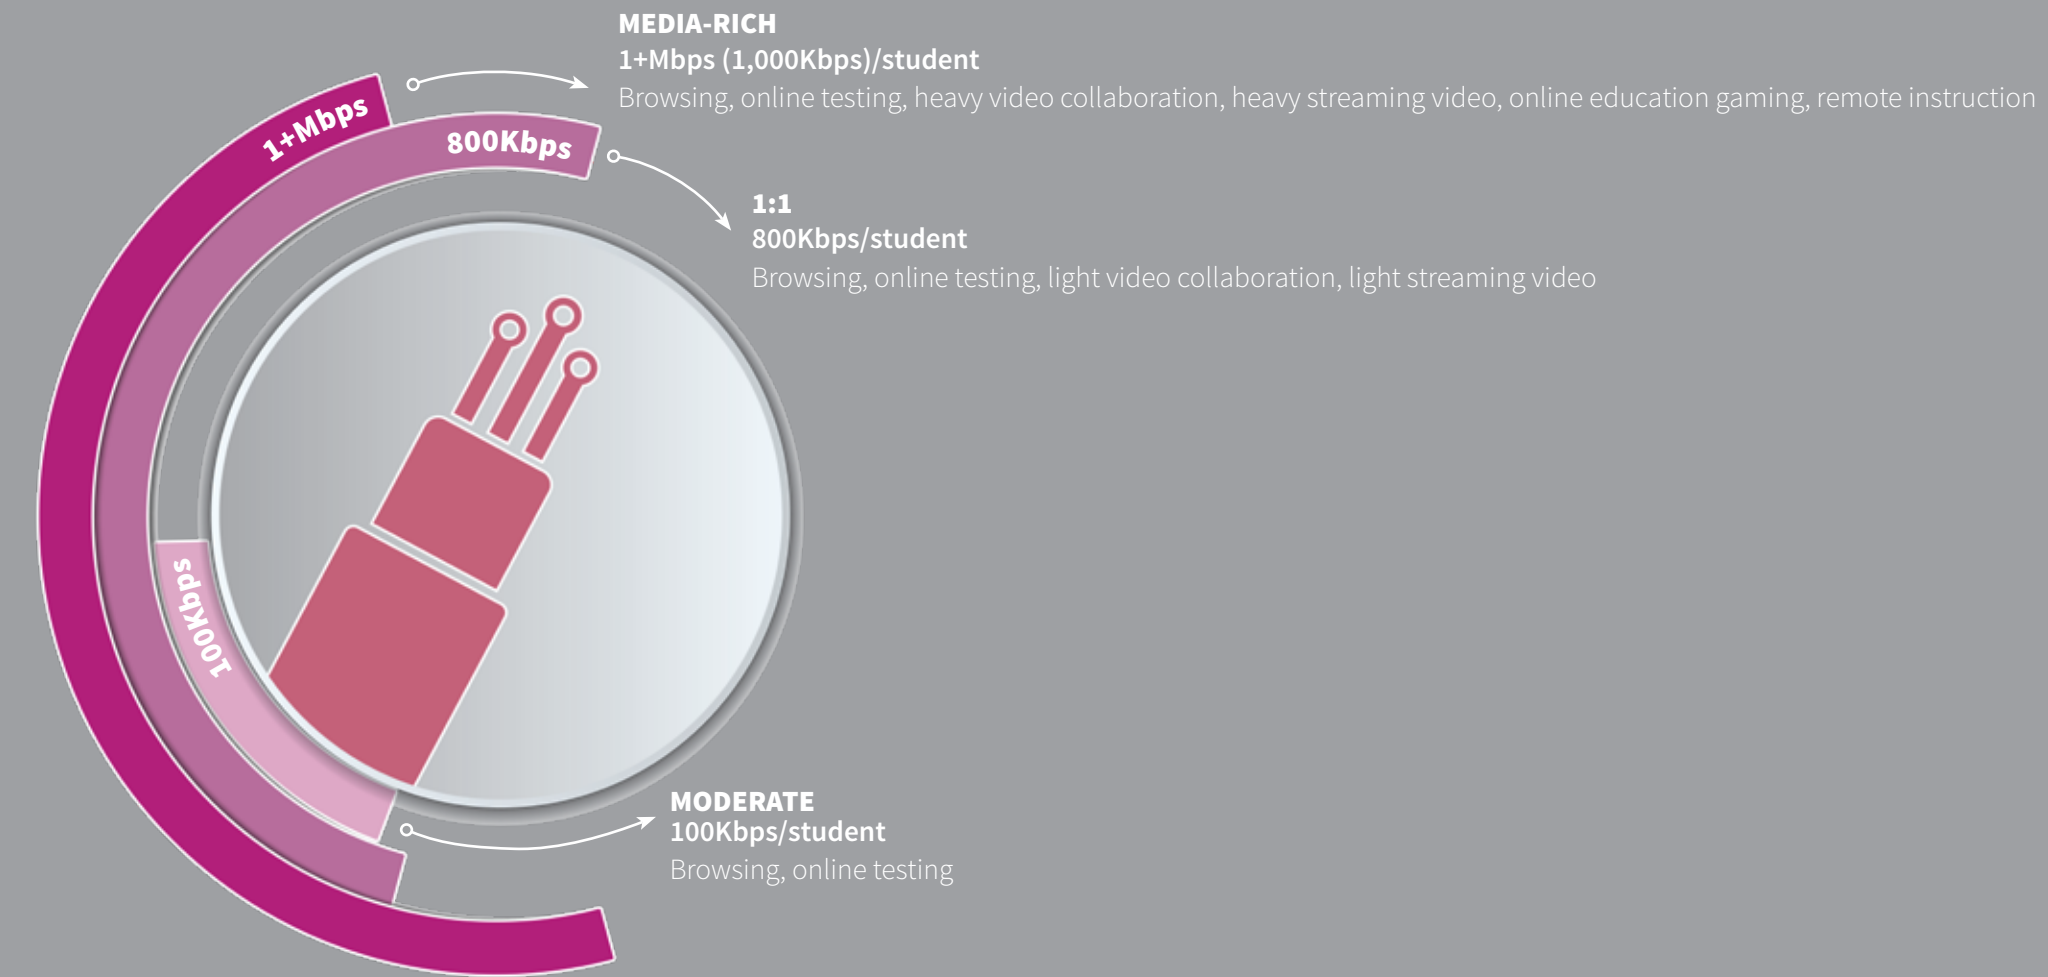 MEDIA-RICH
1+Mbps (1,000Kbps)/student
Browsing, online testing, heavy video collaboration, heavy streaming video, online education gaming, remote instruction
1+Mbps
800Kbps
1:1
800Kbps/student
Browsing, online testing, light video collaboration, light streaming video
100Kbps
MODERATE
100Kbps/student
Browsing, online testing